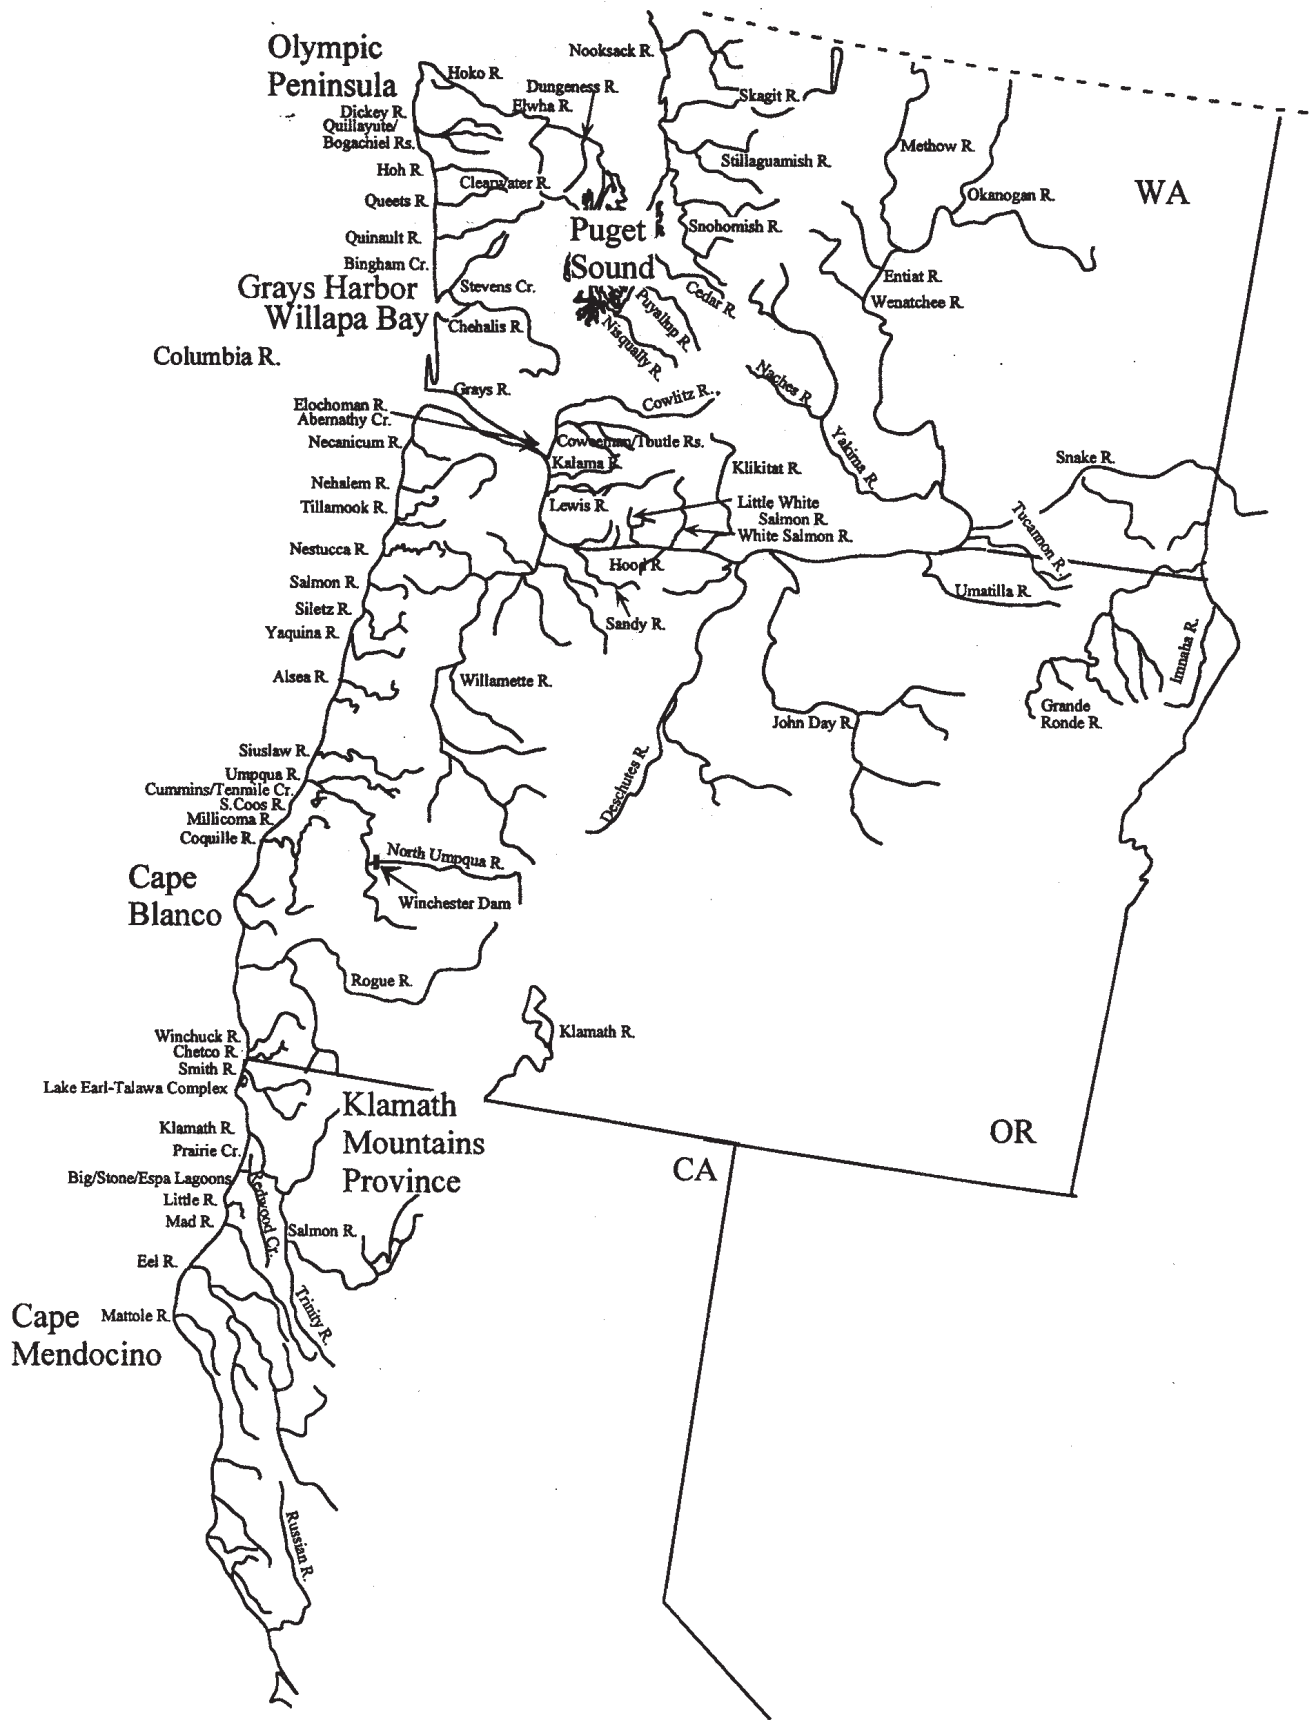 Olympic
Peninsula
Hoko R.
Dungeness R.
Elwha R.
Dickey R.
Quillayute/
Bogachiel Rs.
Hoh R.
Clearwater R.
Queets R.
Quinault R.
Bingham Cr.
Stevens Cr.
Grays Harbor
Willapa Bay
Chehalis R.
Columbia R.
Grays R.
Nooksack R.
Skagit R.
Stillaguamish R.
Snohomish R.
Puget
Sound
Cedar R.
Puyallup R.
Nisqually R.
Methow R.
Okanogan R.
WA
Entiat R.
Wenatchee R.
Naches R.
Yakima R.
Elochoman R.
Abernathy Cr.
Cowlitz R.
Coweeman/Toutle Rs.
Kalama R.
Lewis R.
Klikitat R.
Little White
Salmon R.
White Salmon R.
Hood R.
Sandy R.
Snake R.
Tucannon R.
Umatilla R.
Imnaha R.
Grande
Ronde R.
John Day R.
Deschutes R.
Willamette R.
Necanicum R.
Nehalem R.
Tillamook R.
Nestucca R.
Salmon R.
Siletz R.
Yaquina R.
Alsea R.
Siuslaw R.
Umpqua R.
Cummins/Tenmile Cr.
S.Coos R.
Millicoma R.
Coquille R.
North Umpqua R.
Winchester Dam
Cape
Blanco
Rogue R.
Klamath R.
Winchuck R.
Chetco R.
Smith R.
Lake Earl-Talawa Complex
Klamath
Mountains
Province
OR
CA
Klamath R.
Prairie Cr.
Big/Stone/Espa Lagoons
Redwood Cr.
Little R.
Mad R.
Salmon R.
Eel R.
Trinity R.
Cape
Mendocino
Mattole R.
Russian R.